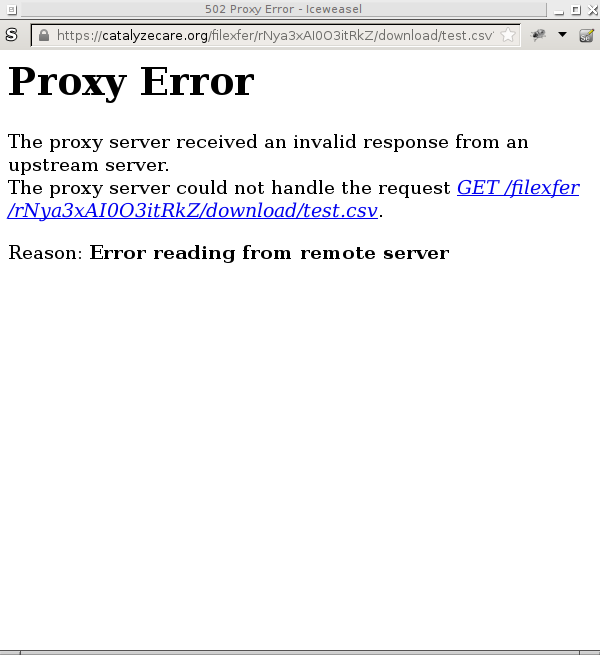 502 Proxy Error - Iceweasel
S https://catalyzecare.org/filexfer/rNya3xAI0O3itRkZ/download/test.csv
Proxy Error
The proxy server received an invalid response from an
upstream server.
The proxy server could not handle the request GET /filexfer
/rNya3xAI0O3itRkZ/download/test.csv.
Reason: Error reading from remote server